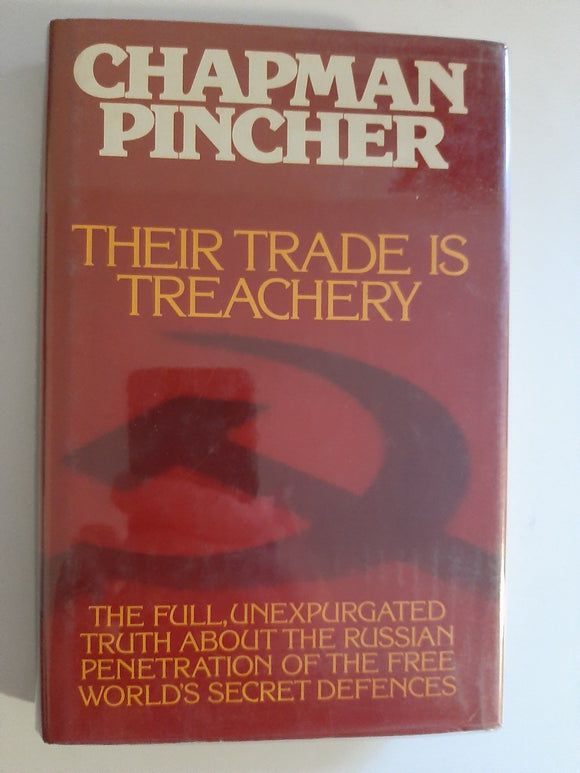 CHAPMAN
PINCHER
THEIR TRADE IS
TREACHERY
THE FULL, UNEXPURGATED
TRUTH ABOUT THE RUSSIAN
PENETRATION OF THE FREE
WORLD'S SECRET DEFENCES